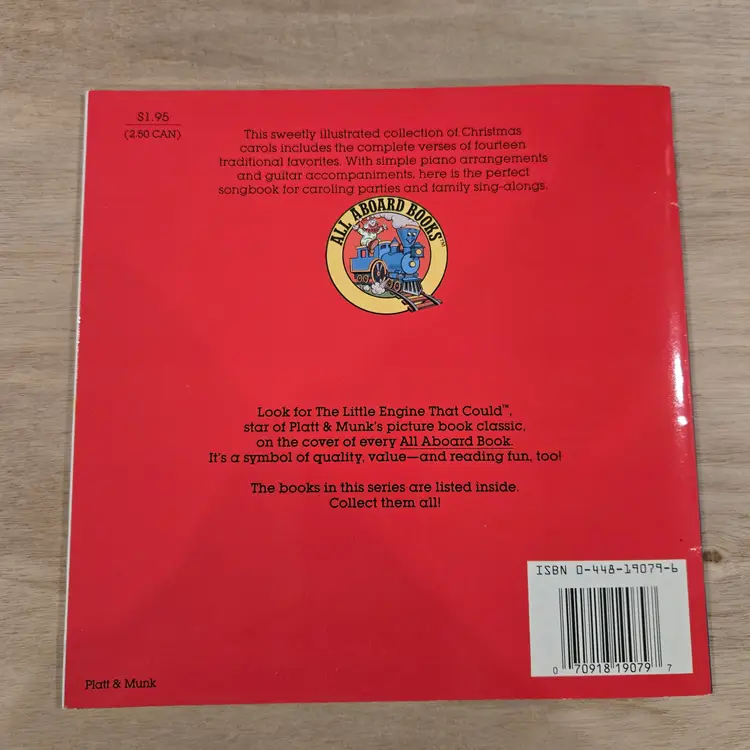 $1.95
(2.50 CAN)
This sweetly illustrated collection of Christmas
carols includes the complete verses of fourteen
traditional favorites. With simple piano arrangements
and guitar accompaniments, here is the perfect
songbook for caroling parties and family sing-alongs.
ALL ABOARD BOOKS™
Look for The Little Engine That Could™,
star of Platt & Munk's picture book classic,
on the cover of every All Aboard Book.
It's a symbol of quality, value—and reading fun, too!
The books in this series are listed inside.
Collect them all!
ISBN 0-448-19079-6
0 70918 19079 7
Platt & Munk